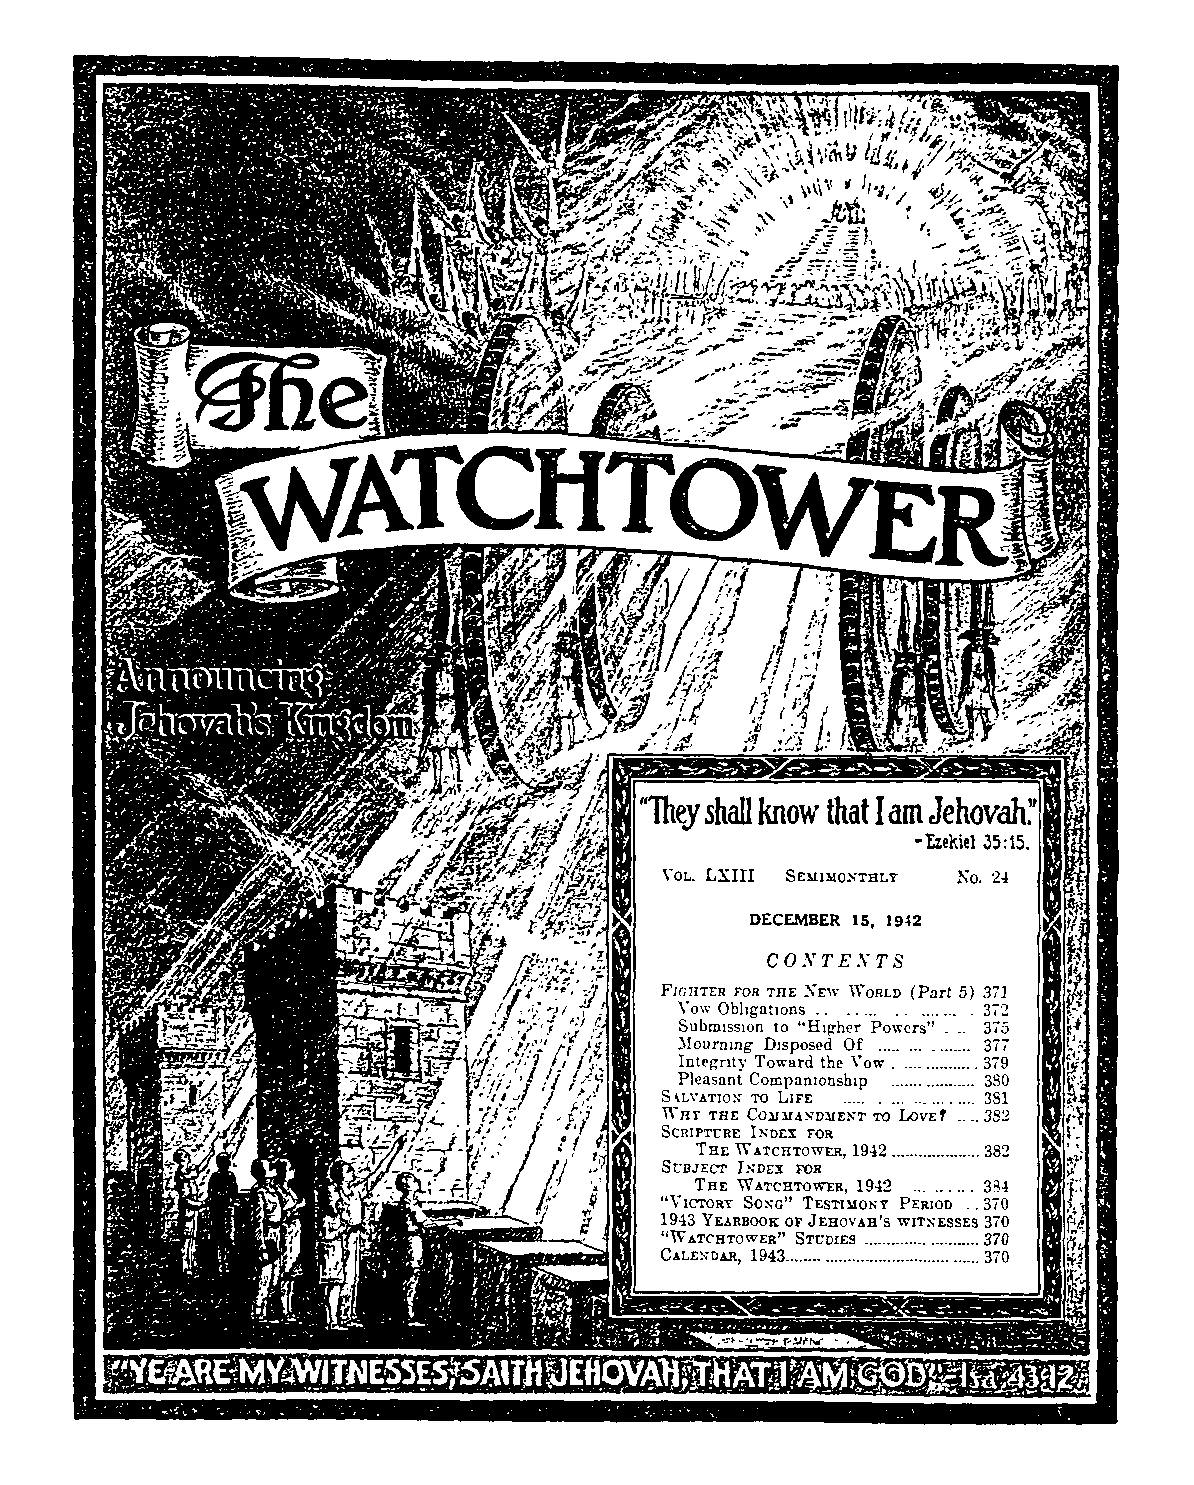 The
WATCHTOWER
Announcing
Jehovah's Kingdom
"They shall know that I am Jehovah."
-Ezekiel 35:15.
VOL. LXIII SEMIMONTHLY No. 24
DECEMBER 15, 1942
CONTENTS
FIGHTER FOR THE NEW WORLD (Part 5) 371
Vow Obligations 372
Submission to "Higher Powers" 375
Mourning Disposed Of 377
Integrity Toward the Vow 379
Pleasant Companionship 380
SALVATION TO LIFE 381
WHY THE COMMANDMENT TO LOVE? 382
SCRIPTURE INDEX FOR
THE WATCHTOWER, 1942 382
SUBJECT INDEX FOR
THE WATCHTOWER, 1942 384
"VICTORY SONG" TESTIMONY PERIOD 370
1943 YEARBOOK OF JEHOVAH'S WITNESSES 370
"WATCHTOWER" STUDIES 370
CALENDAR, 1943 370
"YE ARE MY WITNESSES, SAITH JEHOVAH, THAT I AM GOD."-Isa. 43:12